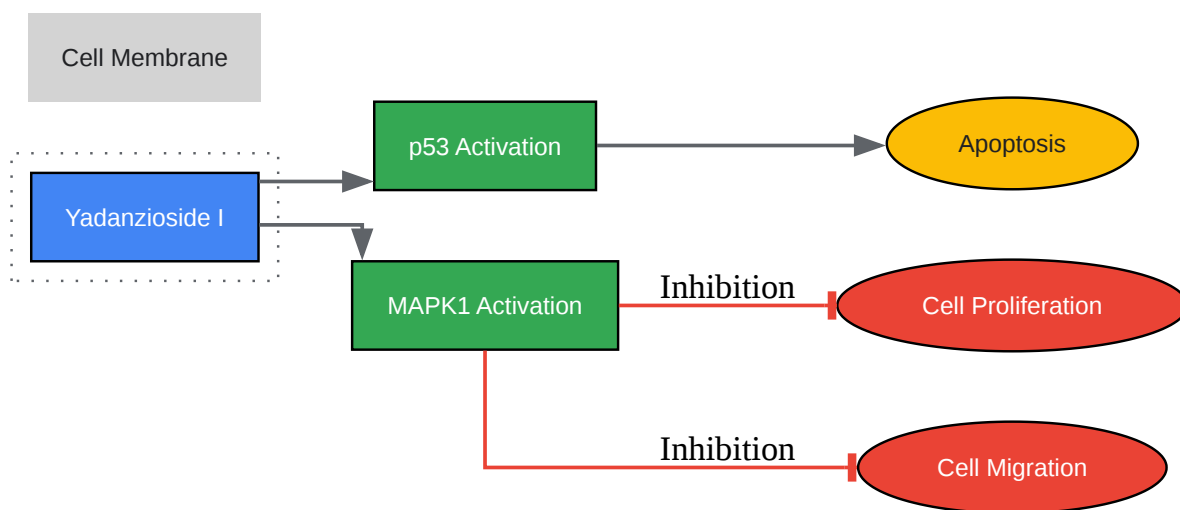 Cell Membrane
p53 Activation
Apoptosis
Yadanzioside I
MAPK1 Activation
Inhibition
Cell Proliferation
Inhibition
Cell Migration